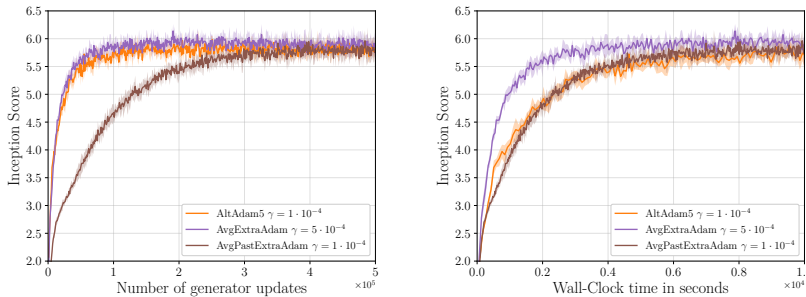 6.5
6.0
5.5
5.0
4.5
4.0
3.5
3.0
2.5
2.0
Inception Score
AltAdam5 γ = 1 · 10⁻⁴
AvgExtraAdam γ = 5 · 10⁻⁴
AvgPastExtraAdam γ = 1 · 10⁻⁴
0 1 2 3 4 5
Number of generator updates ×10⁵
6.5
6.0
5.5
5.0
4.5
4.0
3.5
3.0
2.5
2.0
Inception Score
AltAdam5 γ = 1 · 10⁻⁴
AvgExtraAdam γ = 5 · 10⁻⁴
AvgPastExtraAdam γ = 1 · 10⁻⁴
0.0 0.2 0.4 0.6 0.8
Wall-Clock time in seconds